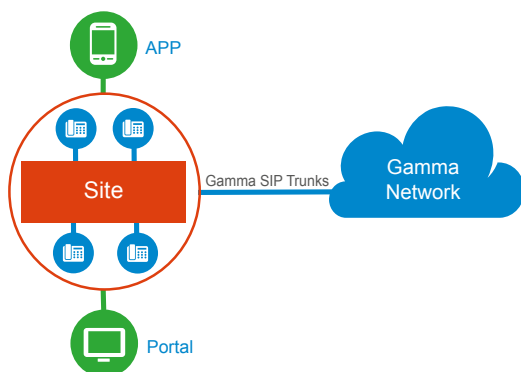 APP
Site
Gamma SIP Trunks
Gamma
Network
Portal